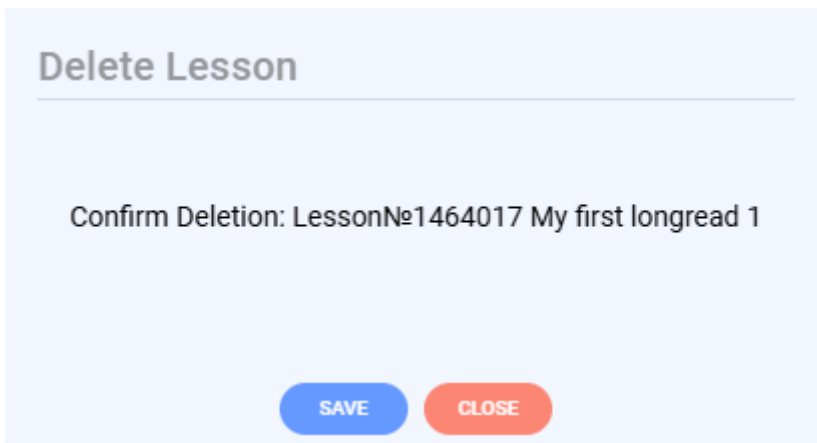 Delete Lesson
Confirm Deletion: Lesson№1464017 My first longread 1
SAVE CLOSE